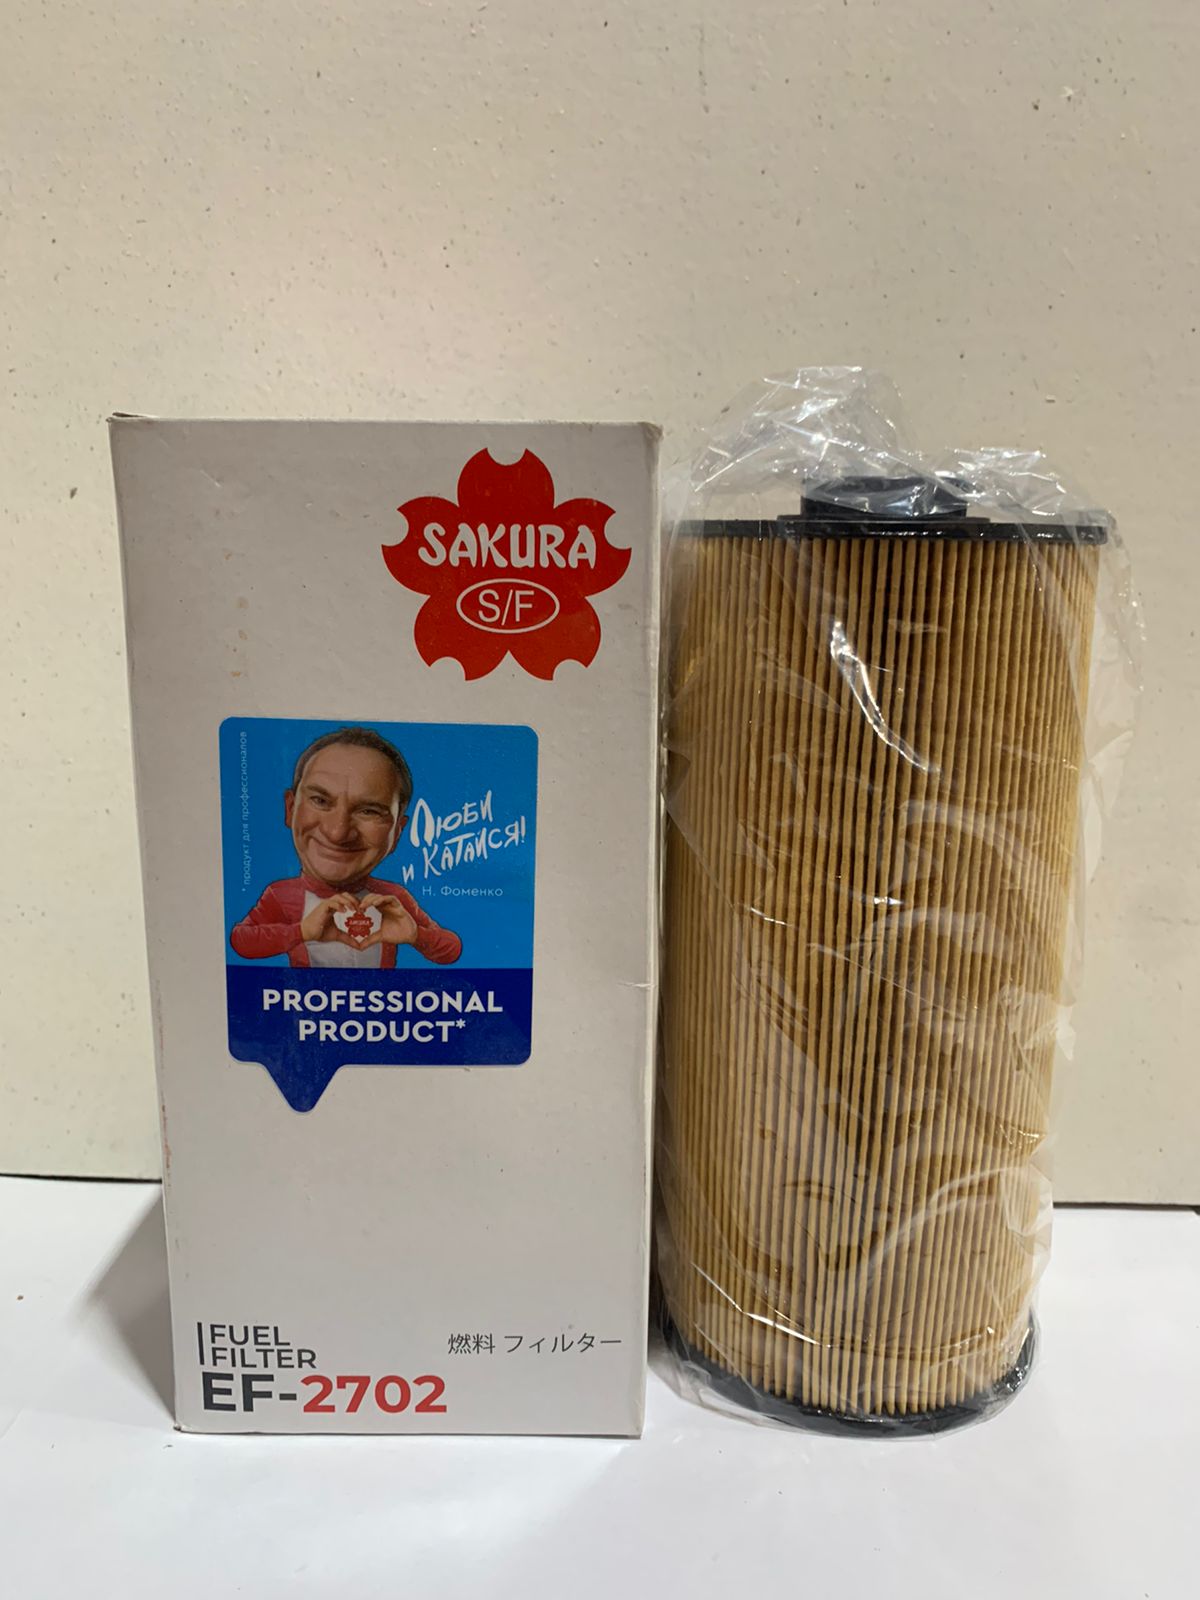 SAKURA
S/F
* продукт для профессионалов
Люби
и Катайся!
Н. Фоменко
SAKURA
PROFESSIONAL
PRODUCT*
FUEL
FILTER
燃料 フィルター
EF-2702